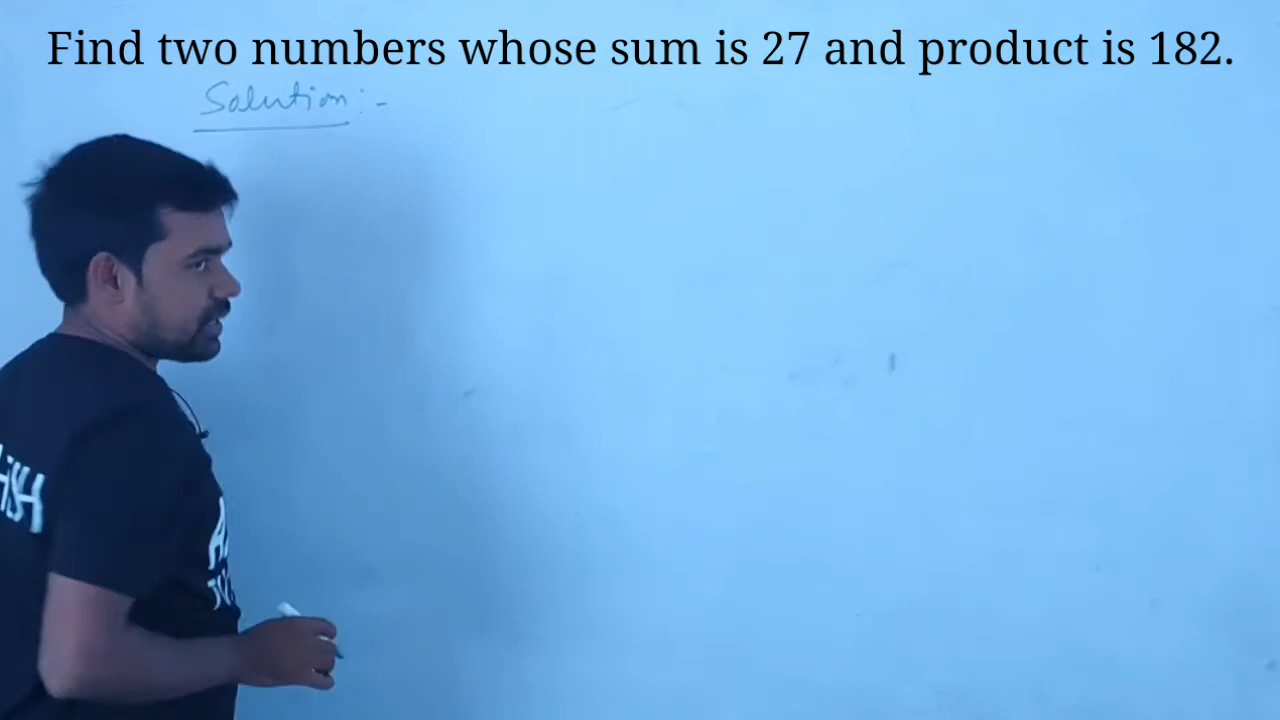 Find two numbers whose sum is 27 and product is 182.
Solution:-